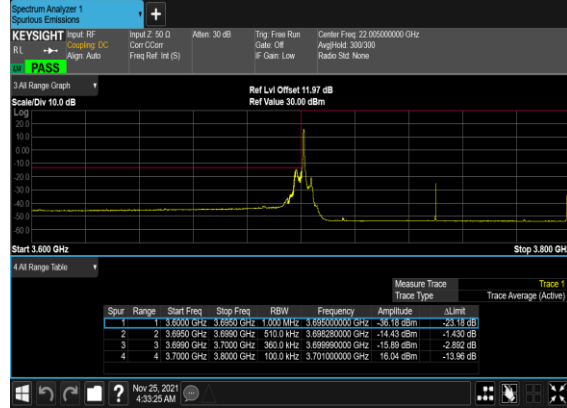 Spectrum Analyzer 1
Spurious Emissions
KEYSIGHT Input: RF Input Z: 50 Ω Atten: 30 dB Trig: Free Run Center Freq: 22.005000000 GHz
RL Coupling: DC Corr CCorr Gate: Off Avg|Hold: 300/300
Align: Auto Freq Ref: Int (S) IF Gain: Low Radio Std: None
PASS
3 All Range Graph
Ref Lvl Offset 11.97 dB
Scale/Div 10.0 dB Ref Value 30.00 dBm
Log
20.0
10.0
0.00
-10.0
-20.0
-30.0
-40.0
-50.0
-60.0
Start 3.600 GHz Stop 3.800 GH
4 All Range Table
Measure Trace Trace 1
Trace Type Trace Average (Active)
Spur Range Start Freq Stop Freq RBW Frequency Amplitude ΔLimit
1 1 3.6000 GHz 3.6950 GHz 1.000 MHz 3.695000000 GHz -36.18 dBm -23.18 dB
2 2 3.6950 GHz 3.6990 GHz 510.0 kHz 3.698280000 GHz -14.43 dBm -1.430 dB
3 3 3.6990 GHz 3.7000 GHz 360.0 kHz 3.699990000 GHz -15.89 dBm -2.892 dB
4 4 3.7000 GHz 3.8000 GHz 100.0 kHz 3.701000000 GHz 16.04 dBm -13.96 dB
? Nov 25, 2021
4:33:25 AM